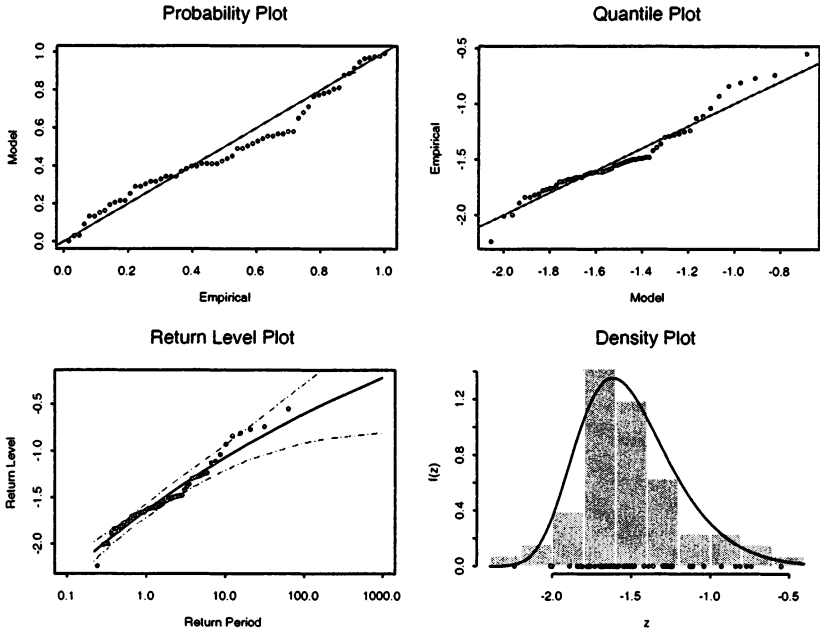 Probability Plot
Model
0.0 0.2 0.4 0.6 0.8 1.0
0.0 0.2 0.4 0.6 0.8 1.0
Empirical
Quantile Plot
Empirical
-2.0 -1.5 -1.0 -0.5
-2.0 -1.8 -1.6 -1.4 -1.2 -1.0 -0.8
Model
Return Level Plot
Return Level
-2.0 -1.5 -1.0 -0.5
0.1 1.0 10.0 100.0 1000.0
Return Period
Density Plot
f(z)
0.0 0.4 0.8 1.2
-2.0 -1.5 -1.0 -0.5
z